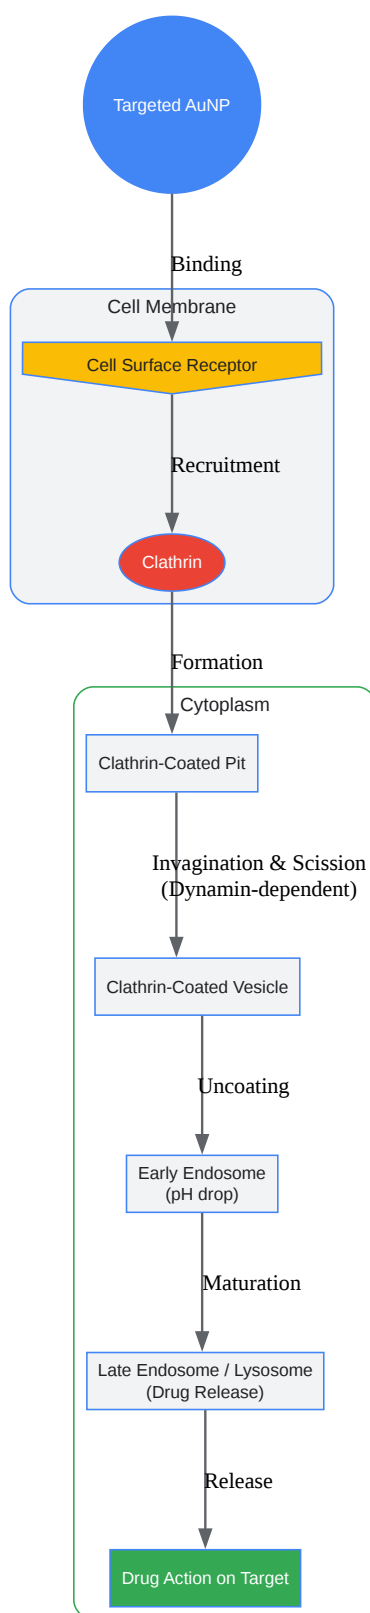 Targeted AuNP
Binding
Cell Membrane
Cell Surface Receptor
Recruitment
Clathrin
Formation
Cytoplasm
Clathrin-Coated Pit
Invagination & Scission
(Dynamin-dependent)
Clathrin-Coated Vesicle
Uncoating
Early Endosome
(pH drop)
Maturation
Late Endosome / Lysosome
(Drug Release)
Release
Drug Action on Target